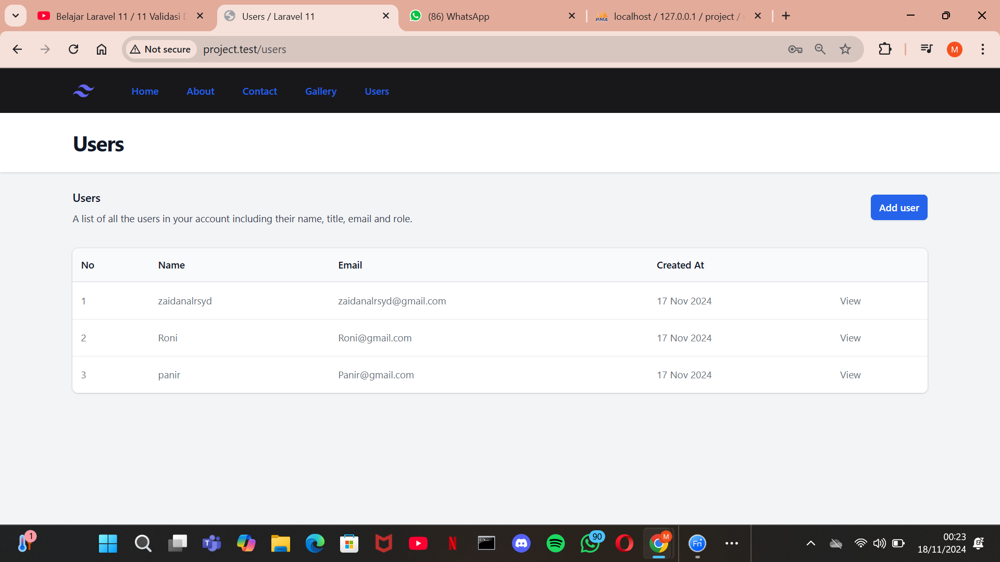 Belajar Laravel 11 / 11 Validasi
Users / Laravel 11
(86) WhatsApp
PMA
localhost / 127.0.0.1 / project /
Not secure
project.test/users
M
Home
About
Contact
Gallery
Users
Users
Users
A list of all the users in your account including their name, title, email and role.
Add user
No Name Email Created At
1 zaidanalrsyd zaidanalrsyd@gmail.com 17 Nov 2024 View
2 Roni Roni@gmail.com 17 Nov 2024 View
3 panir Panir@gmail.com 17 Nov 2024 View
1
T
N
C:\
90
M
Fn
00:23
18/11/2024